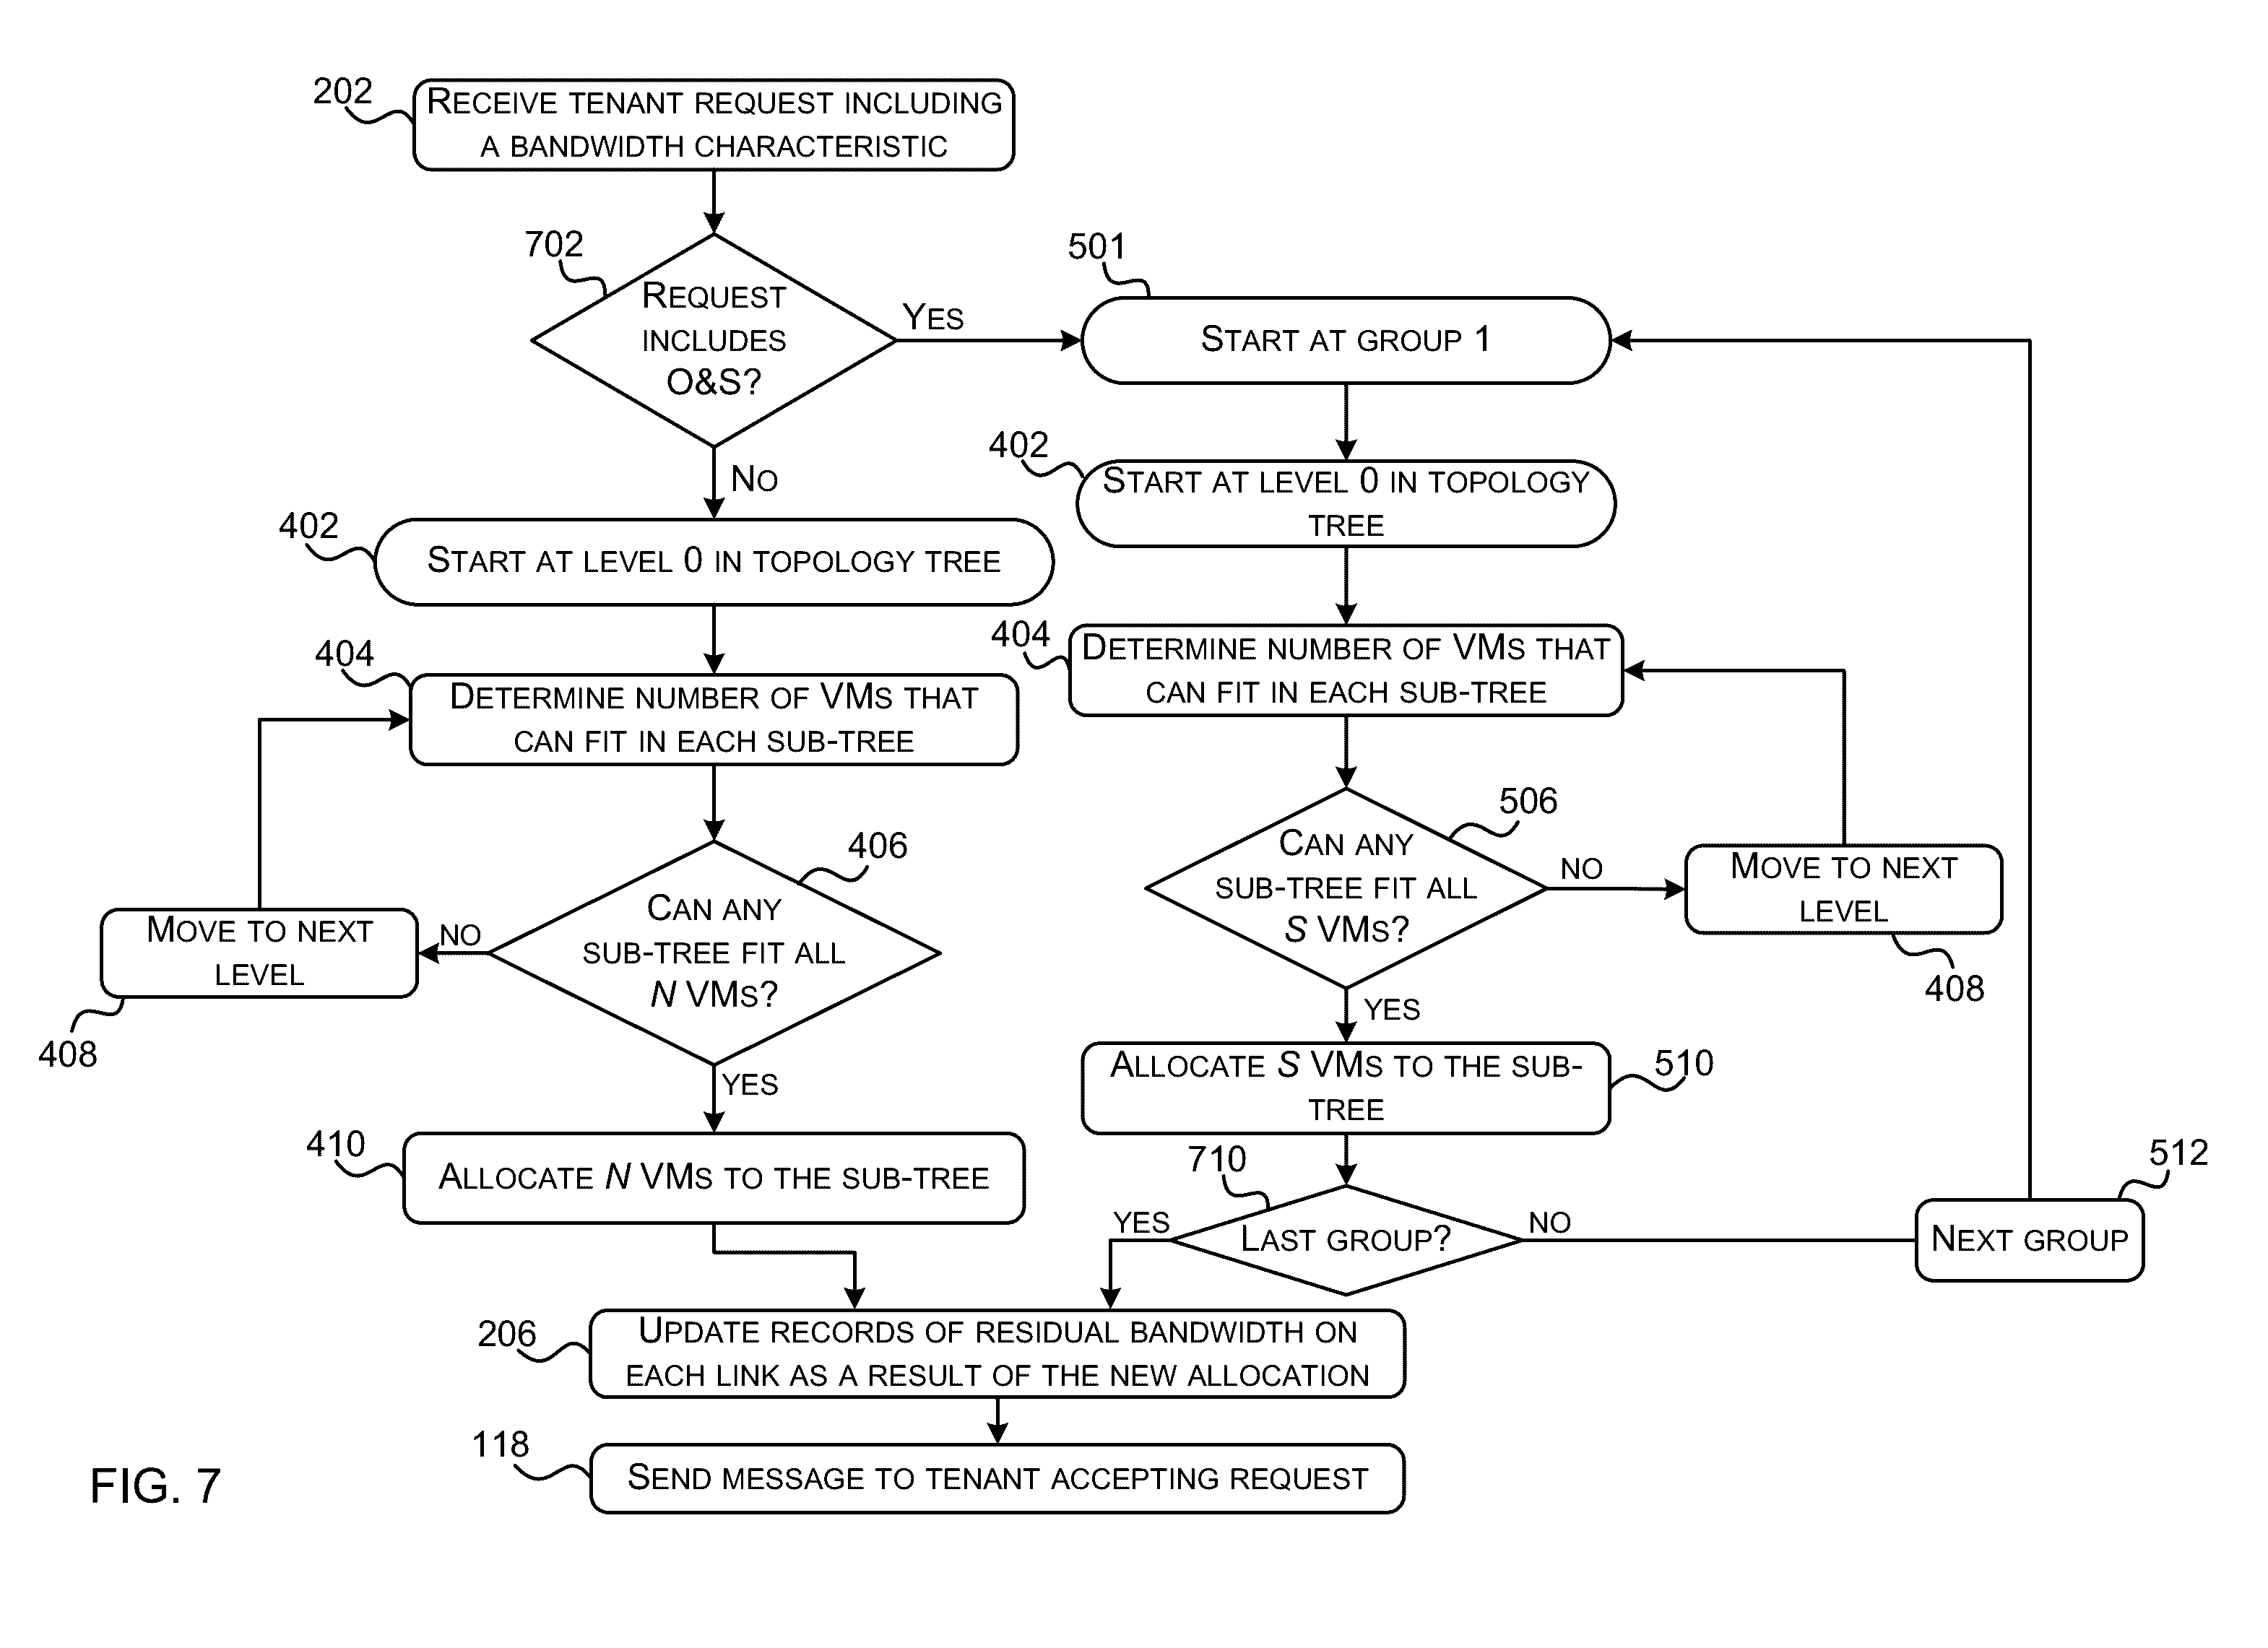 202
RECEIVE TENANT REQUEST INCLUDING
A BANDWIDTH CHARACTERISTIC
702
REQUEST
INCLUDES
O&S?
YES
NO
501
START AT GROUP 1
402
START AT LEVEL 0 IN TOPOLOGY
TREE
402
START AT LEVEL 0 IN TOPOLOGY TREE
404
DETERMINE NUMBER OF VMS THAT
CAN FIT IN EACH SUB-TREE
404
DETERMINE NUMBER OF VMS THAT
CAN FIT IN EACH SUB-TREE
406
CAN ANY
SUB-TREE FIT ALL
N VMS?
NO
MOVE TO NEXT
LEVEL
408
YES
506
CAN ANY
SUB-TREE FIT ALL
S VMS?
NO
MOVE TO NEXT
LEVEL
408
YES
410
ALLOCATE N VMS TO THE SUB-TREE
ALLOCATE S VMS TO THE SUB-
TREE
510
710
LAST GROUP?
YES
NO
512
NEXT GROUP
206
UPDATE RECORDS OF RESIDUAL BANDWIDTH ON
EACH LINK AS A RESULT OF THE NEW ALLOCATION
118
SEND MESSAGE TO TENANT ACCEPTING REQUEST
FIG. 7